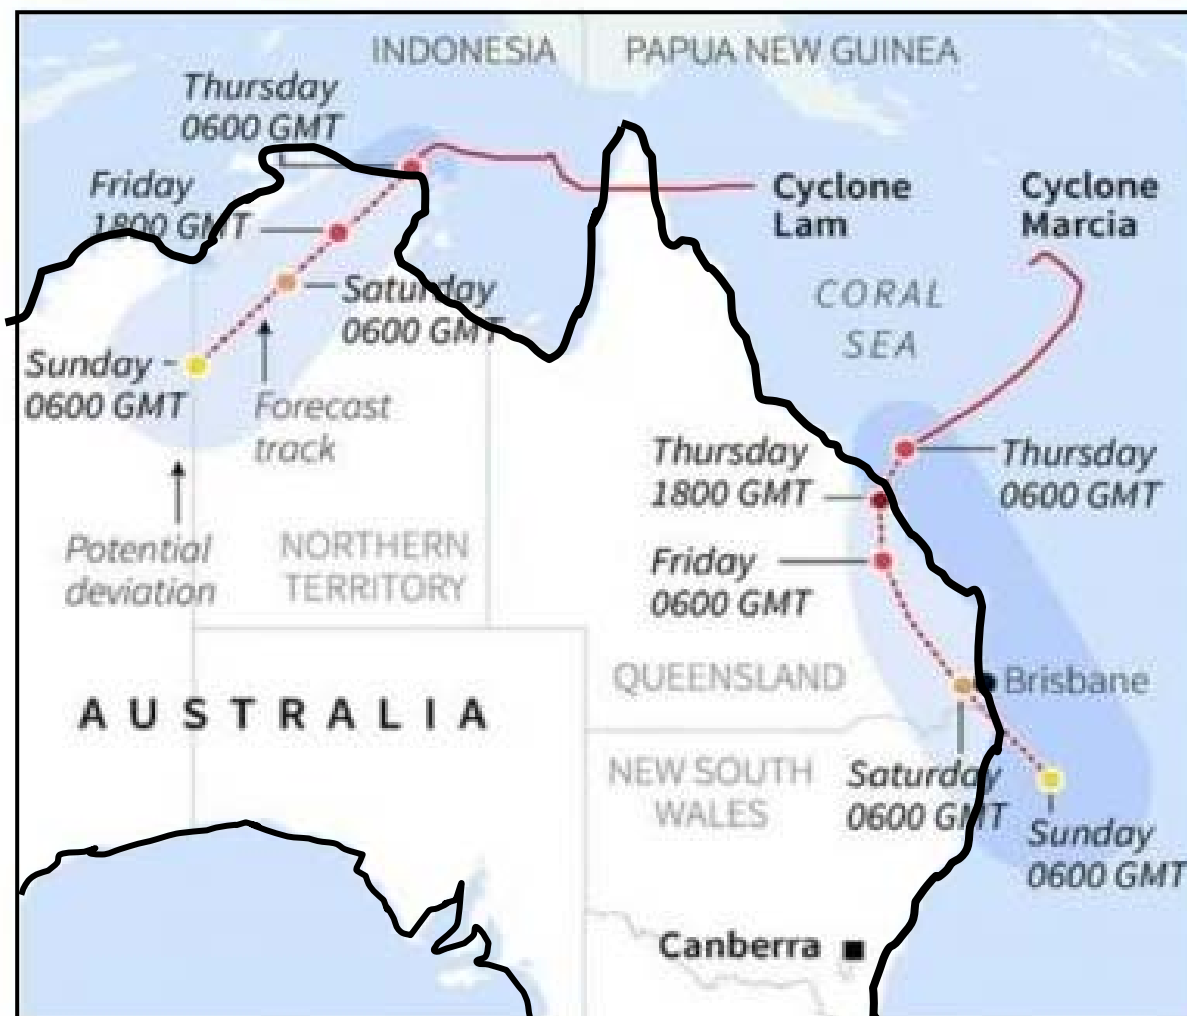 INDONESIA
PAPUA NEW GUINEA
Thursday
0600 GMT
Friday
1800 GMT
Cyclone
Lam
Cyclone
Marcia
Saturday
0600 GMT
CORAL
SEA
Sunday
0600 GMT
Forecast
track
Thursday
1800 GMT
Thursday
0600 GMT
Potential
deviation
NORTHERN
TERRITORY
Friday
0600 GMT
QUEENSLAND
Brisbane
AUSTRALIA
NEW SOUTH
WALES
Saturday
0600 GMT
Sunday
0600 GMT
Canberra